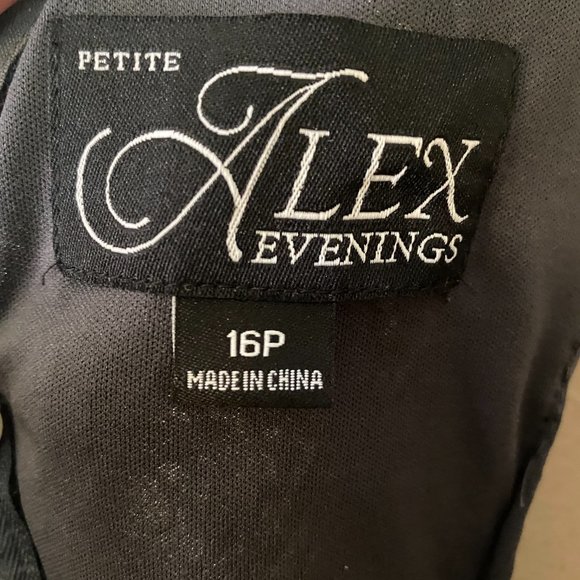 PETITE
ALEX
EVENINGS
16P
MADE IN CHINA